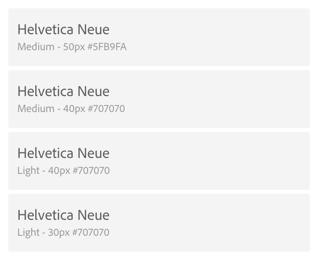 Helvetica Neue
Medium - 50px #5FB9FA
Helvetica Neue
Medium - 40px #707070
Helvetica Neue
Light - 40px #707070
Helvetica Neue
Light - 30px #707070